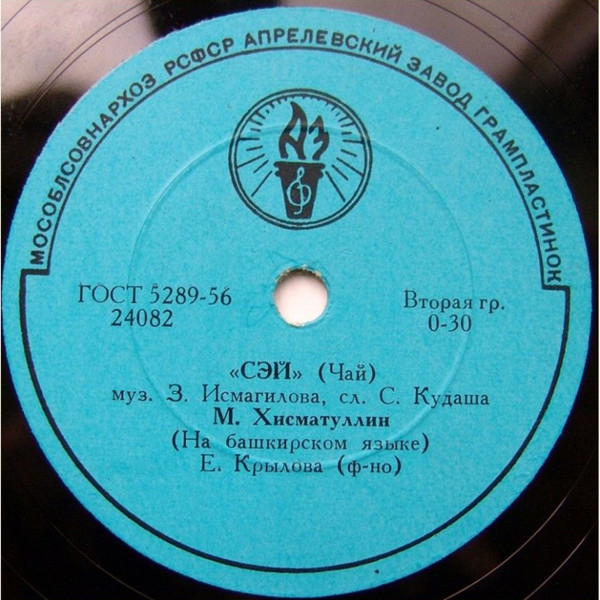 МОСОБЛСОВНАРХОЗ РСФСР АПРЕЛЕВСКИЙ ЗАВОД ГРАМПЛАСТИНОК
АЗ
ГОСТ 5289-56
24082
Вторая гр.
0-30
«СЭЙ» (Чай)
муз. З. Исмагилова, сл. С. Кудаша
М. Хисматуллин
(На башкирском языке)
Е. Крылова (ф-но)